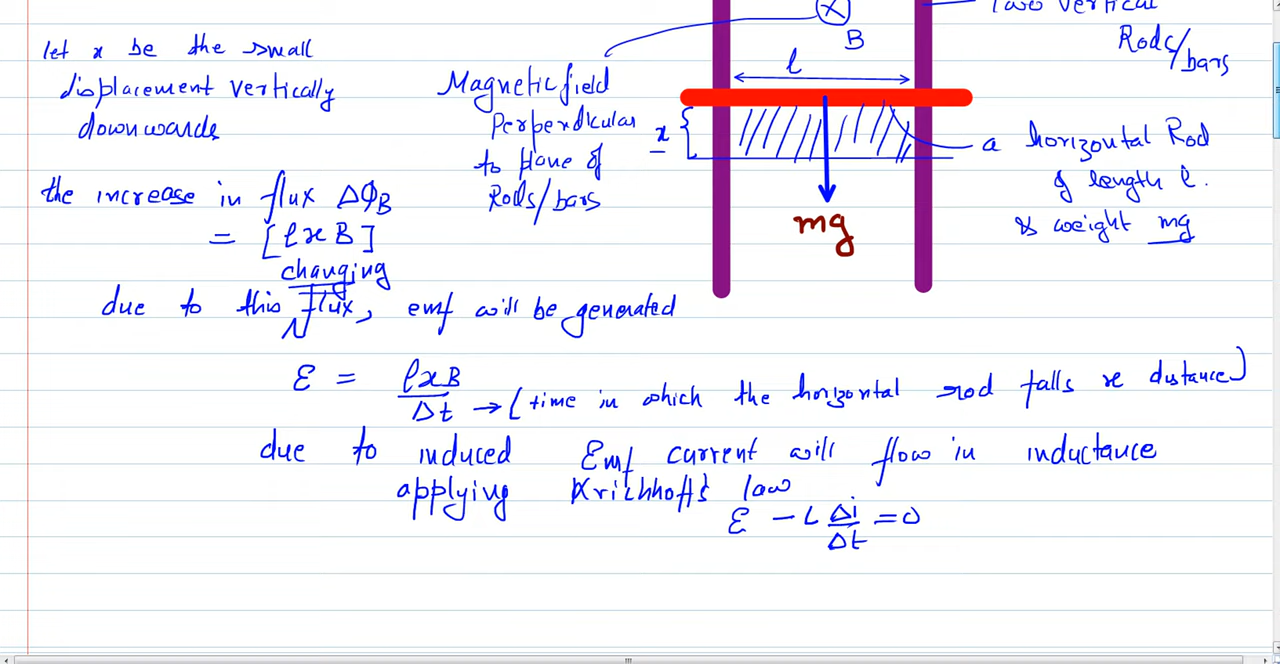 Two vertical
Rods/bars
B
l
let x be the small
displacement vertically
downwards
Magnetic field
Perpendicular
to plane of
Rods/bars
x
a horizontal Rod
of length l.
& weight mg
mg
the increase in flux ΔΦB
= [l x B]
changing
due to this flux, emf will be generated
ε = lxB/Δt → (time in which the horizontal rod falls x distance)
due to induced Emf current will flow in inductance
applying Krichhoff's law
ε - L Δi/Δt = 0